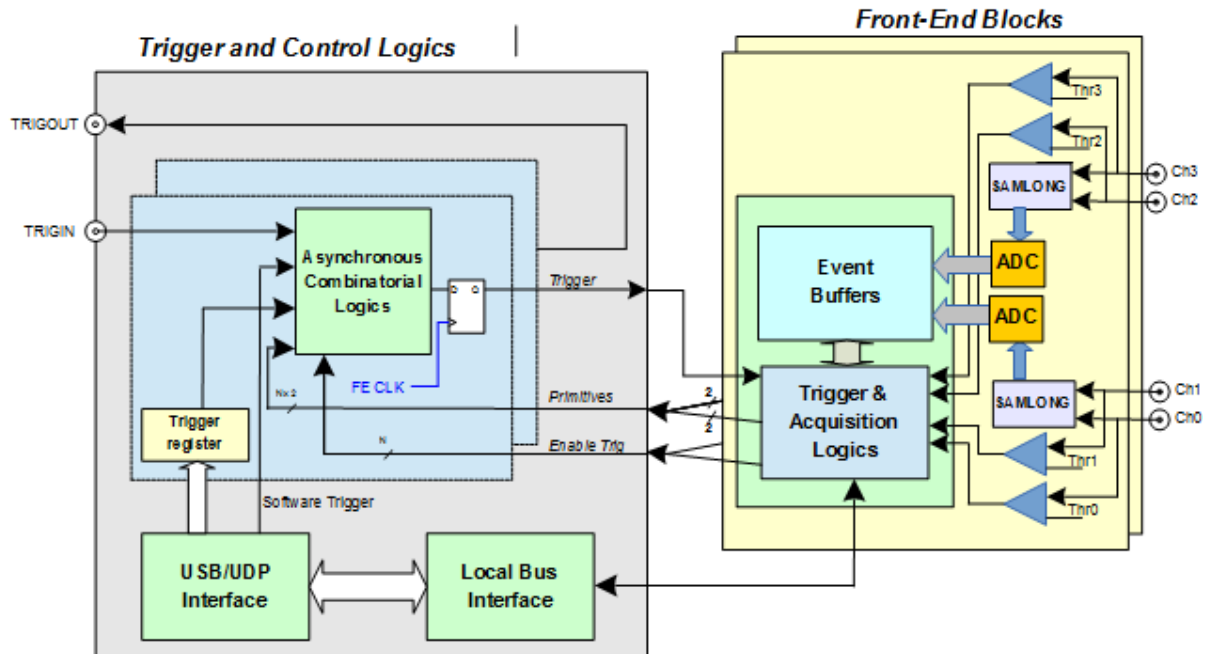 Trigger and Control Logics
Front-End Blocks
TRIGOUT
TRIGIN
Asynchronous
Combinatorial
Logics
D
Q
FE CLK
Trigger
Nx 2
Primitives
N
Enable Trig
Trigger
register
Software Trigger
USB/UDP
Interface
Local Bus
Interface
Event
Buffers
Trigger &
Acquisition
Logics
2
2
Thr3
Thr2
SAMLONG
ADC
ADC
SAMLONG
Thr1
Thr0
Ch3
Ch2
Ch1
Ch0